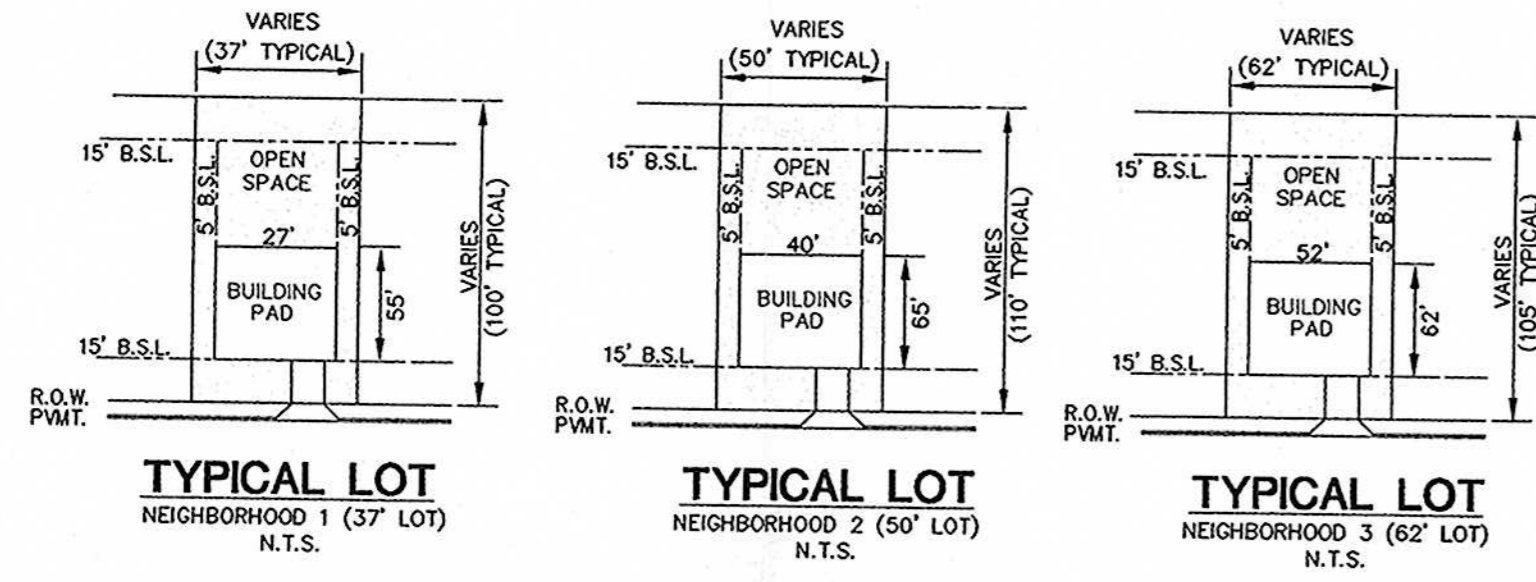 VARIES
(37' TYPICAL)
15' B.S.L.
5' B.S.L.
OPEN
SPACE
5' B.S.L.
27'
BUILDING
PAD
55'
VARIES
(100' TYPICAL)
15' B.S.L.
R.O.W.
PVMT.
TYPICAL LOT
NEIGHBORHOOD 1 (37' LOT)
N.T.S.
VARIES
(50' TYPICAL)
15' B.S.L.
5' B.S.L.
OPEN
SPACE
5' B.S.L.
40'
BUILDING
PAD
65'
VARIES
(110' TYPICAL)
15' B.S.L.
R.O.W.
PVMT.
TYPICAL LOT
NEIGHBORHOOD 2 (50' LOT)
N.T.S.
VARIES
(62' TYPICAL)
15' B.S.L.
5' B.S.L.
OPEN
SPACE
5' B.S.L.
52'
BUILDING
PAD
62'
VARIES
(105' TYPICAL)
15' B.S.L.
R.O.W.
PVMT.
TYPICAL LOT
NEIGHBORHOOD 3 (62' LOT)
N.T.S.